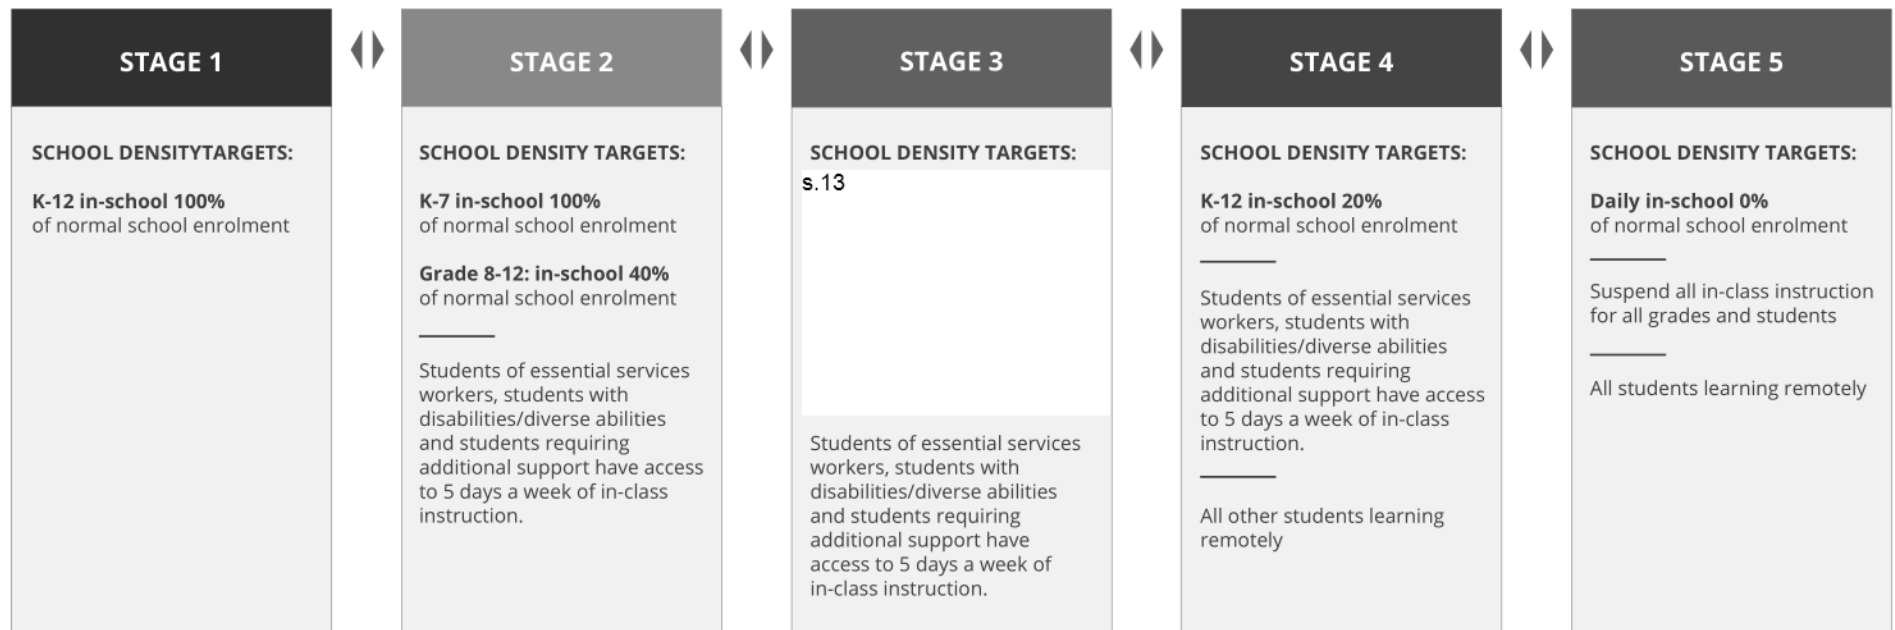 STAGE 1
SCHOOL DENSITYTARGETS:
K-12 in-school 100%
of normal school enrolment
STAGE 2
SCHOOL DENSITY TARGETS:
K-7 in-school 100%
of normal school enrolment
Grade 8-12: in-school 40%
of normal school enrolment
Students of essential services
workers, students with
disabilities/diverse abilities
and students requiring
additional support have access
to 5 days a week of in-class
instruction.
STAGE 3
SCHOOL DENSITY TARGETS:
s.13
Students of essential services
workers, students with
disabilities/diverse abilities
and students requiring
additional support have
access to 5 days a week of
in-class instruction.
STAGE 4
SCHOOL DENSITY TARGETS:
K-12 in-school 20%
of normal school enrolment
Students of essential services
workers, students with
disabilities/diverse abilities
and students requiring
additional support have access
to 5 days a week of in-class
instruction.
All other students learning
remotely
STAGE 5
SCHOOL DENSITY TARGETS:
Daily in-school 0%
of normal school enrolment
Suspend all in-class instruction
for all grades and students
All students learning remotely